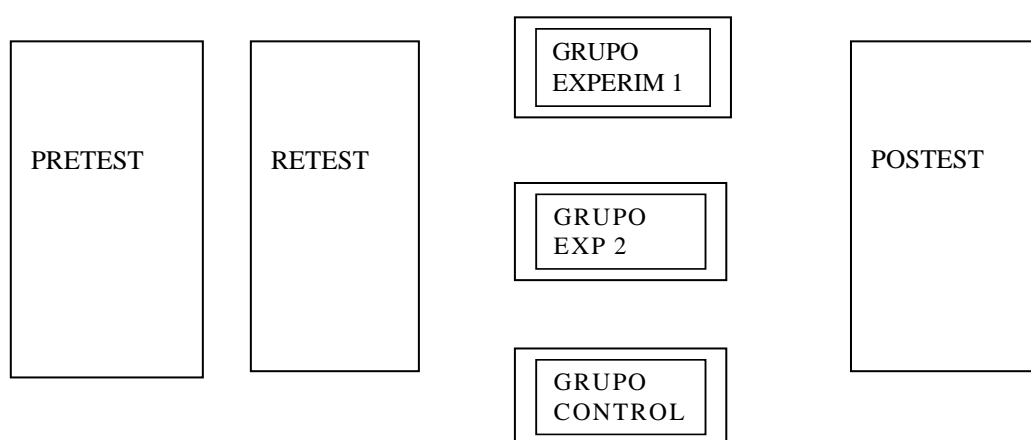 PRETEST
RETEST
GRUPO
EXPERIM 1
GRUPO
EXP 2
GRUPO
CONTROL
POSTEST